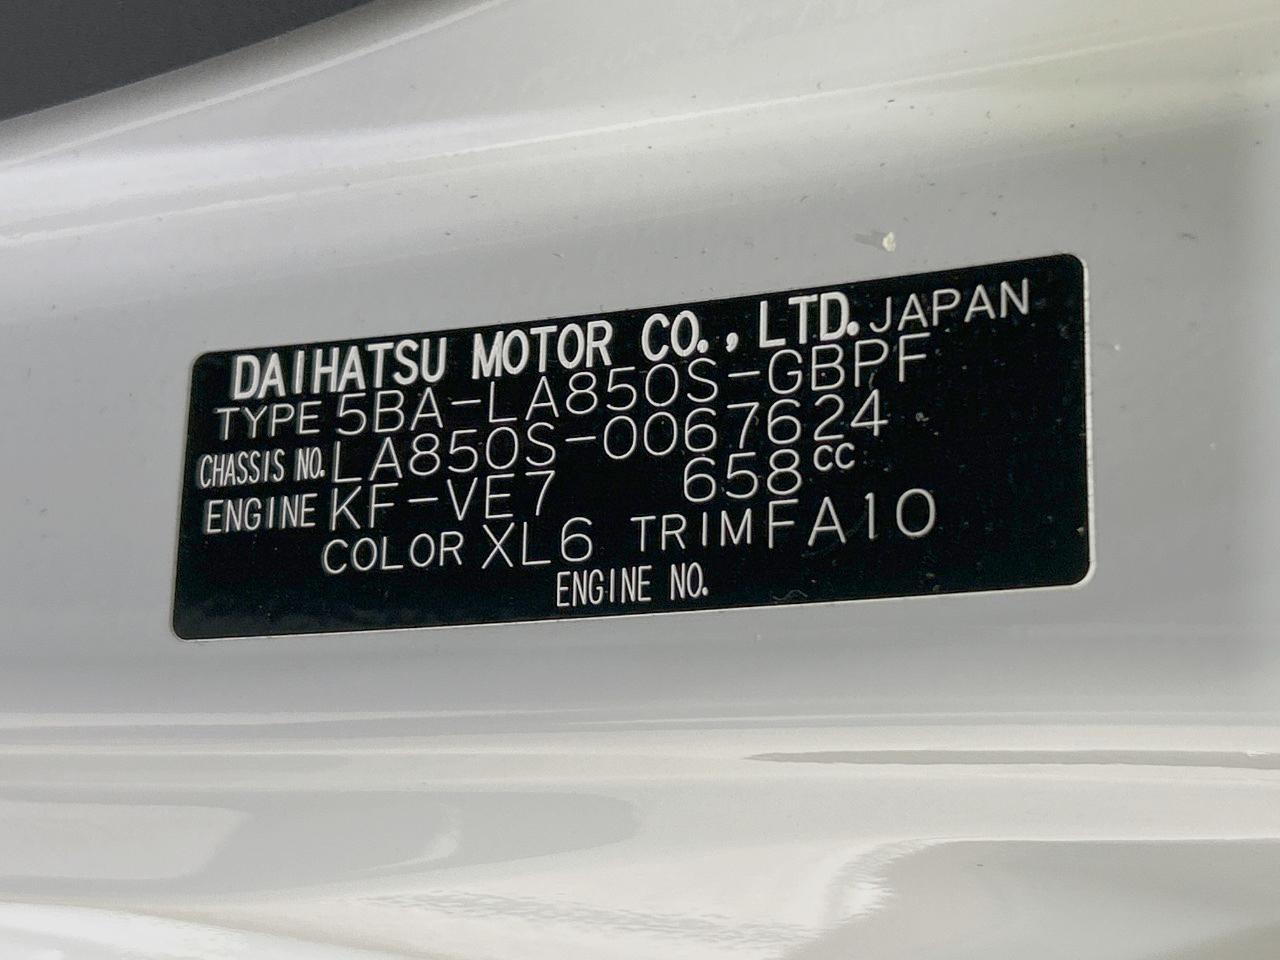 DAIHATSU MOTOR CO., LTD. JAPAN
TYPE 5BA-LA850S-GBPF
CHASSIS NO. LA850S-0067624
ENGINE KF-VE7 658cc
COLOR XL6 TRIM FA10
ENGINE NO.